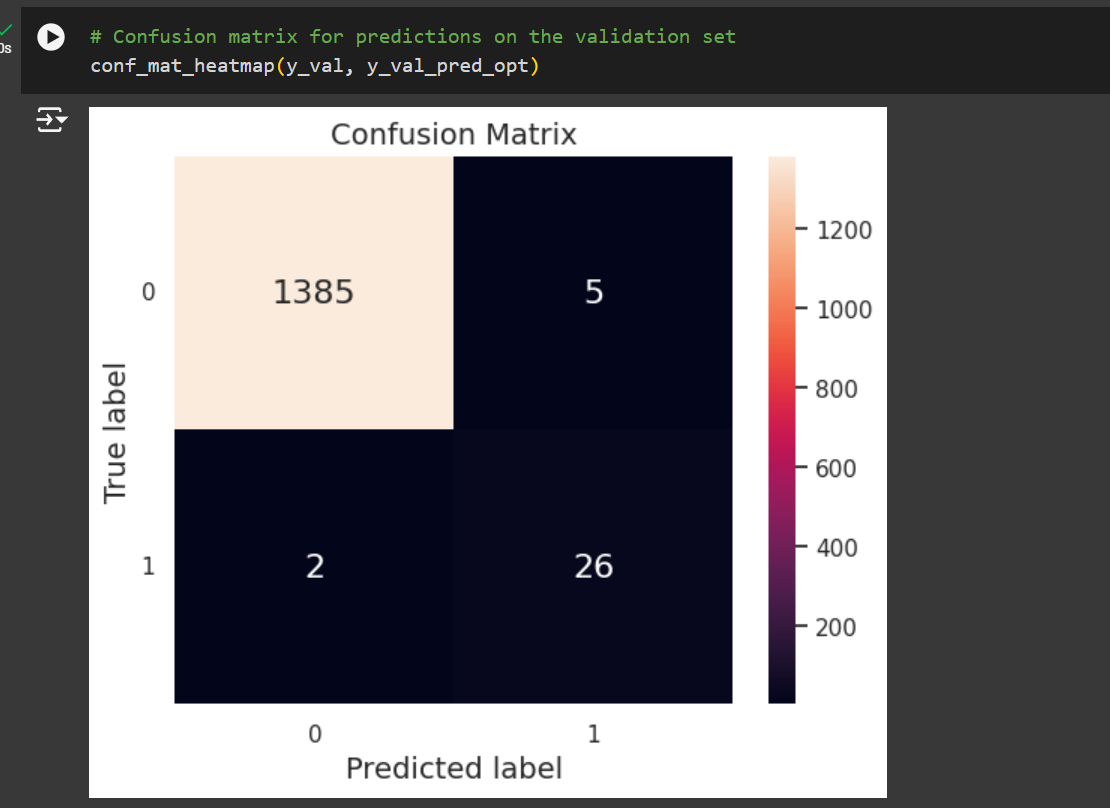 # Confusion matrix for predictions on the validation set
0s
conf_mat_heatmap(y_val, y_val_pred_opt)
Confusion Matrix
1385
5
2
26
0
1
True label
0
1
Predicted label
1200
1000
800
600
400
200